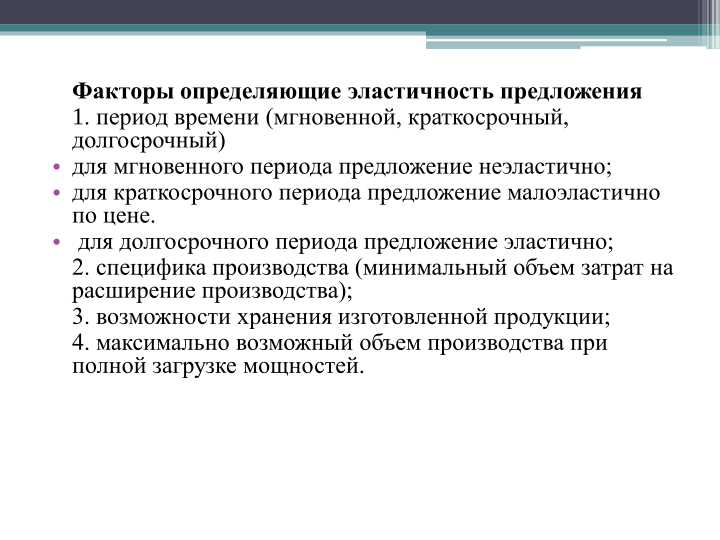 Факторы определяющие эластичность предложения
1. период времени (мгновенной, краткосрочный,
долгосрочный)
• для мгновенного периода предложение неэластично;
• для краткосрочного периода предложение малоэластично
по цене.
• для долгосрочного периода предложение эластично;
2. специфика производства (минимальный объем затрат на
расширение производства);
3. возможности хранения изготовленной продукции;
4. максимально возможный объем производства при
полной загрузке мощностей.